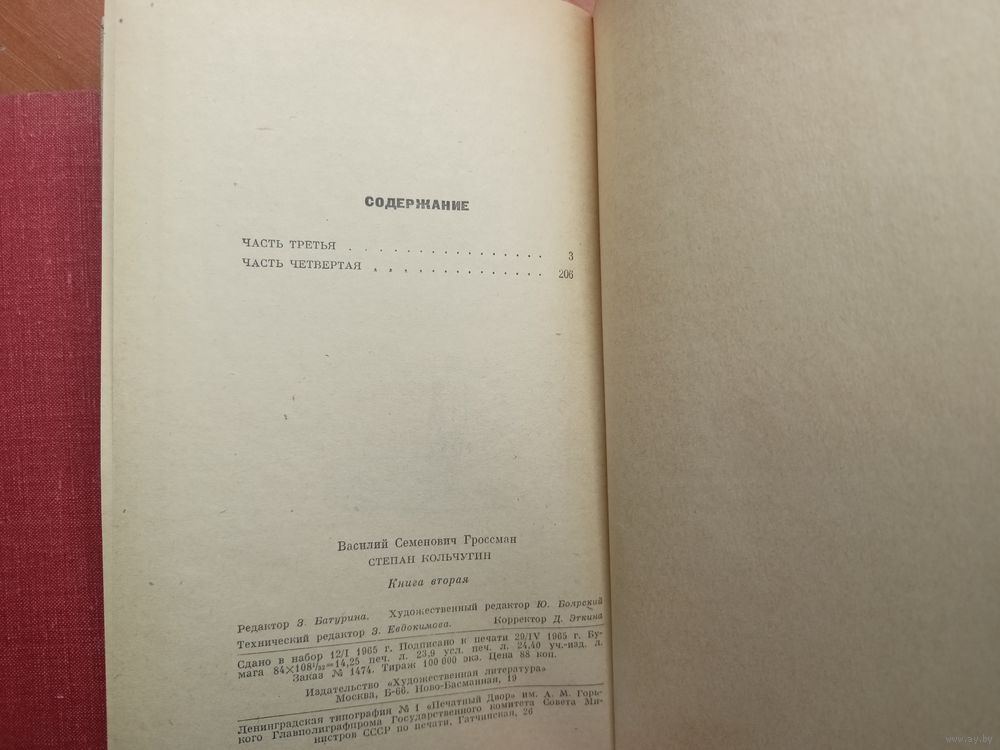 СОДЕРЖАНИЕ
ЧАСТЬ ТРЕТЬЯ . . . . . . . . . . . . . . 3
ЧАСТЬ ЧЕТВЕРТАЯ . . . . . . . . . . . . 206
Василий Семенович Гроссман
СТЕПАН КОЛЬЧУГИН
Книга вторая
Редактор З. Батурина. Художественный редактор Ю. Боярский
Технический редактор З. Евдокимова. Корректор Д. Эткина
Сдано в набор 12/I 1965 г. Подписано к печати 29/IV 1965 г. Бу-
мага 84×108¹/₃₂=14,25 печ. л. 23,9 усл. печ. л. 24,40 уч.-изд. л.
Заказ № 1474. Тираж 100 000 экз. Цена 88 коп.
Издательство «Художественная литература»
Москва, Б-66. Ново-Басманная, 19
Ленинградская типография № 1 «Печатный Двор» им. А. М. Горь-
кого Главполиграфпрома Государственного комитета Совета Ми-
нистров СССР по печати, Гатчинская, 26
www.ay.by